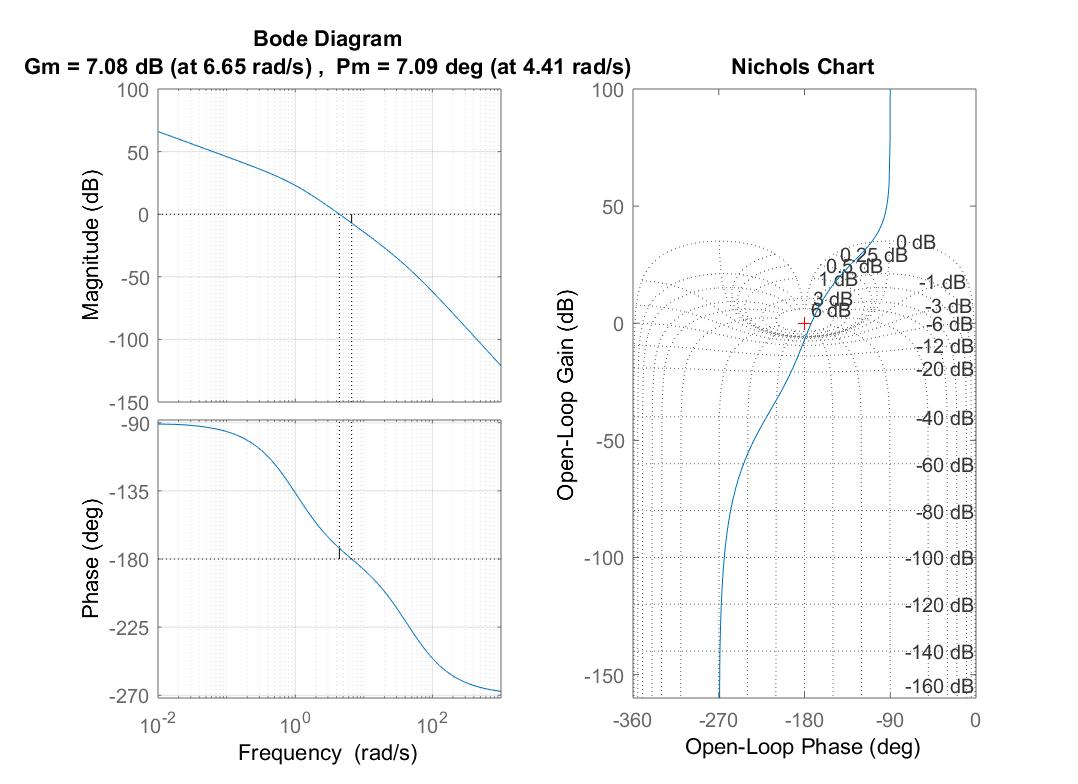 Bode Diagram
Gm = 7.08 dB (at 6.65 rad/s) ,  Pm = 7.09 deg (at 4.41 rad/s)
Magnitude (dB)
100
50
0
-50
-100
-150
Phase (deg)
-90
-135
-180
-225
-270
10-2
100
102
Frequency  (rad/s)
Nichols Chart
Open-Loop Gain (dB)
100
50
0
-50
-100
-150
0 dB
0.25 dB
0.5 dB
1 dB
3 dB
6 dB
-1 dB
-3 dB
-6 dB
-12 dB
-20 dB
-40 dB
-60 dB
-80 dB
-100 dB
-120 dB
-140 dB
-160 dB
-360
-270
-180
-90
0
Open-Loop Phase (deg)